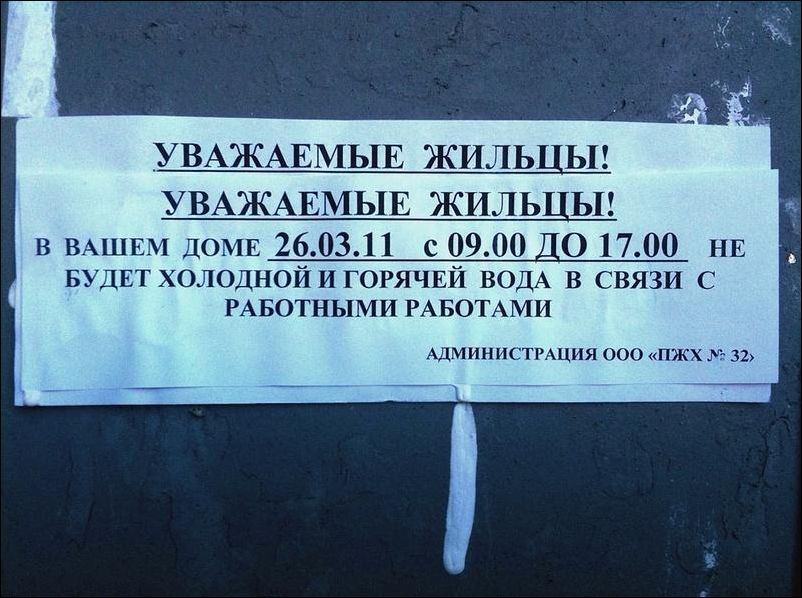 УВАЖАЕМЫЕ ЖИЛЬЦЫ!
УВАЖАЕМЫЕ ЖИЛЬЦЫ!
В ВАШЕМ ДОМЕ 26.03.11 с 09.00 ДО 17.00 НЕ
БУДЕТ ХОЛОДНОЙ И ГОРЯЧЕЙ ВОДА В СВЯЗИ С
РАБОТНЫМИ РАБОТАМИ
АДМИНИСТРАЦИЯ ООО «ПЖХ № 32»